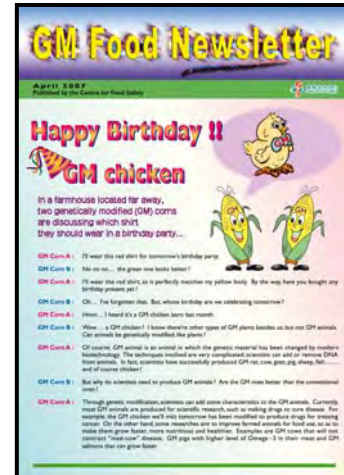 GM Food Newsletter
April 2007
Published by the Centre for Food Safety
Happy Birthday !!
GM chicken
In a farmhouse located far away,
two genetically modified (GM) corns
are discussing which shirt
they should wear in a birthday party...
GM Corn A : I'll wear the red shirt for tomorrow's birthday party.
GM Corn B : No no no... the green one looks better!
GM Corn A : I'll wear the red shirt, as it perfectly matches my yellow body. By the way, have you bought any
birthday present yet?
GM Corn B : Oh... I've forgotten that. But whose birthday are we celebrating tomorrow?
GM Corn A : Hmm... I heard it's a GM chicken born last month.
GM Corn B : Wow... a GM chicken? I know there're other types of GM plants besides us, but not GM animals.
Can animals be genetically modified like plants?
GM Corn A : Of course. GM animal is an animal in which the genetic material has been changed by modern
biotechnology. The techniques involved are very complicated; scientists can add or remove DNA
from animals. In fact, scientists have successfully produced GM rat, cow, goat, pig, sheep, fish.........
and of course chicken!
GM Corn B : But why do scientists need to produce GM animals? Are the GM ones better than the conventional
ones?
GM Corn A : Through genetic modification, scientists can add some characteristics to the GM animals. Currently,
most GM animals are produced for scientific research, such as making drugs to cure disease. For
example, the GM chicken we'll visit tomorrow has been modified to produce drugs for treating
cancer. On the other hand, some researches aim to improve farmed animals for food use, so as to
make them grow faster, more nutritious and healthier. Examples are GM cows that will not
contract "mad-cow" disease, GM pigs with higher level of Omega-3 in their meat and GM
salmons that can grow faster.